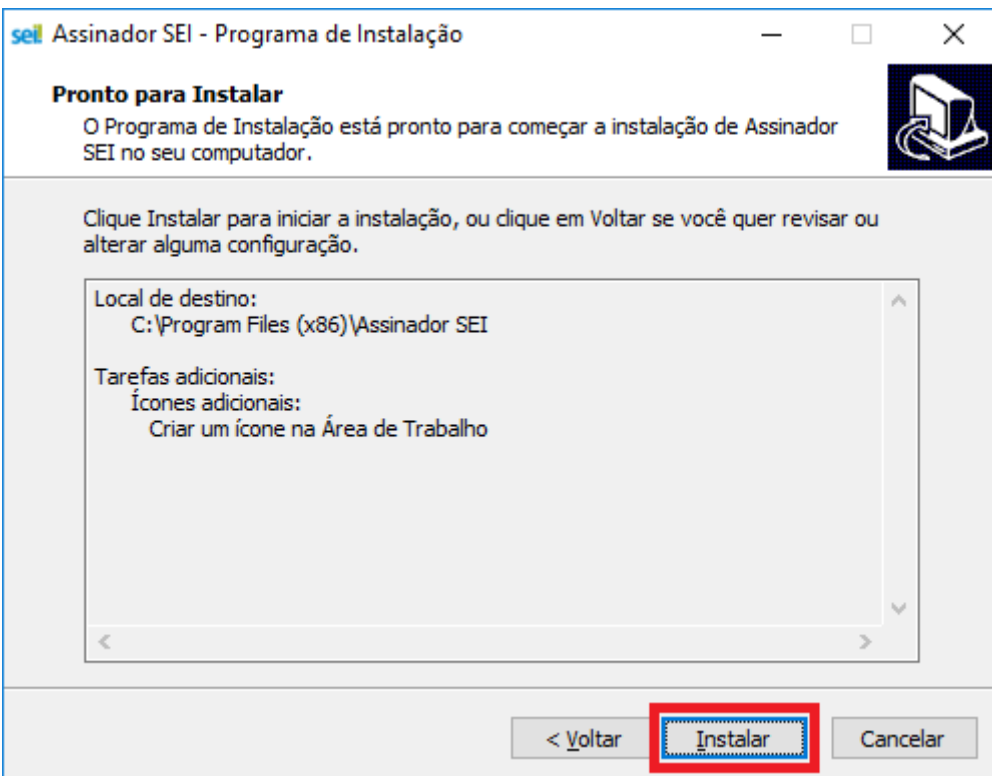 sei! Assinador SEI - Programa de Instalação
Pronto para Instalar
O Programa de Instalação está pronto para começar a instalação de Assinador
SEI no seu computador.
Clique Instalar para iniciar a instalação, ou clique em Voltar se você quer revisar ou
alterar alguma configuração.
Local de destino:
C:\Program Files (x86)\Assinador SEI
Tarefas adicionais:
Ícones adicionais:
Criar um ícone na Área de Trabalho
< Voltar Instalar Cancelar